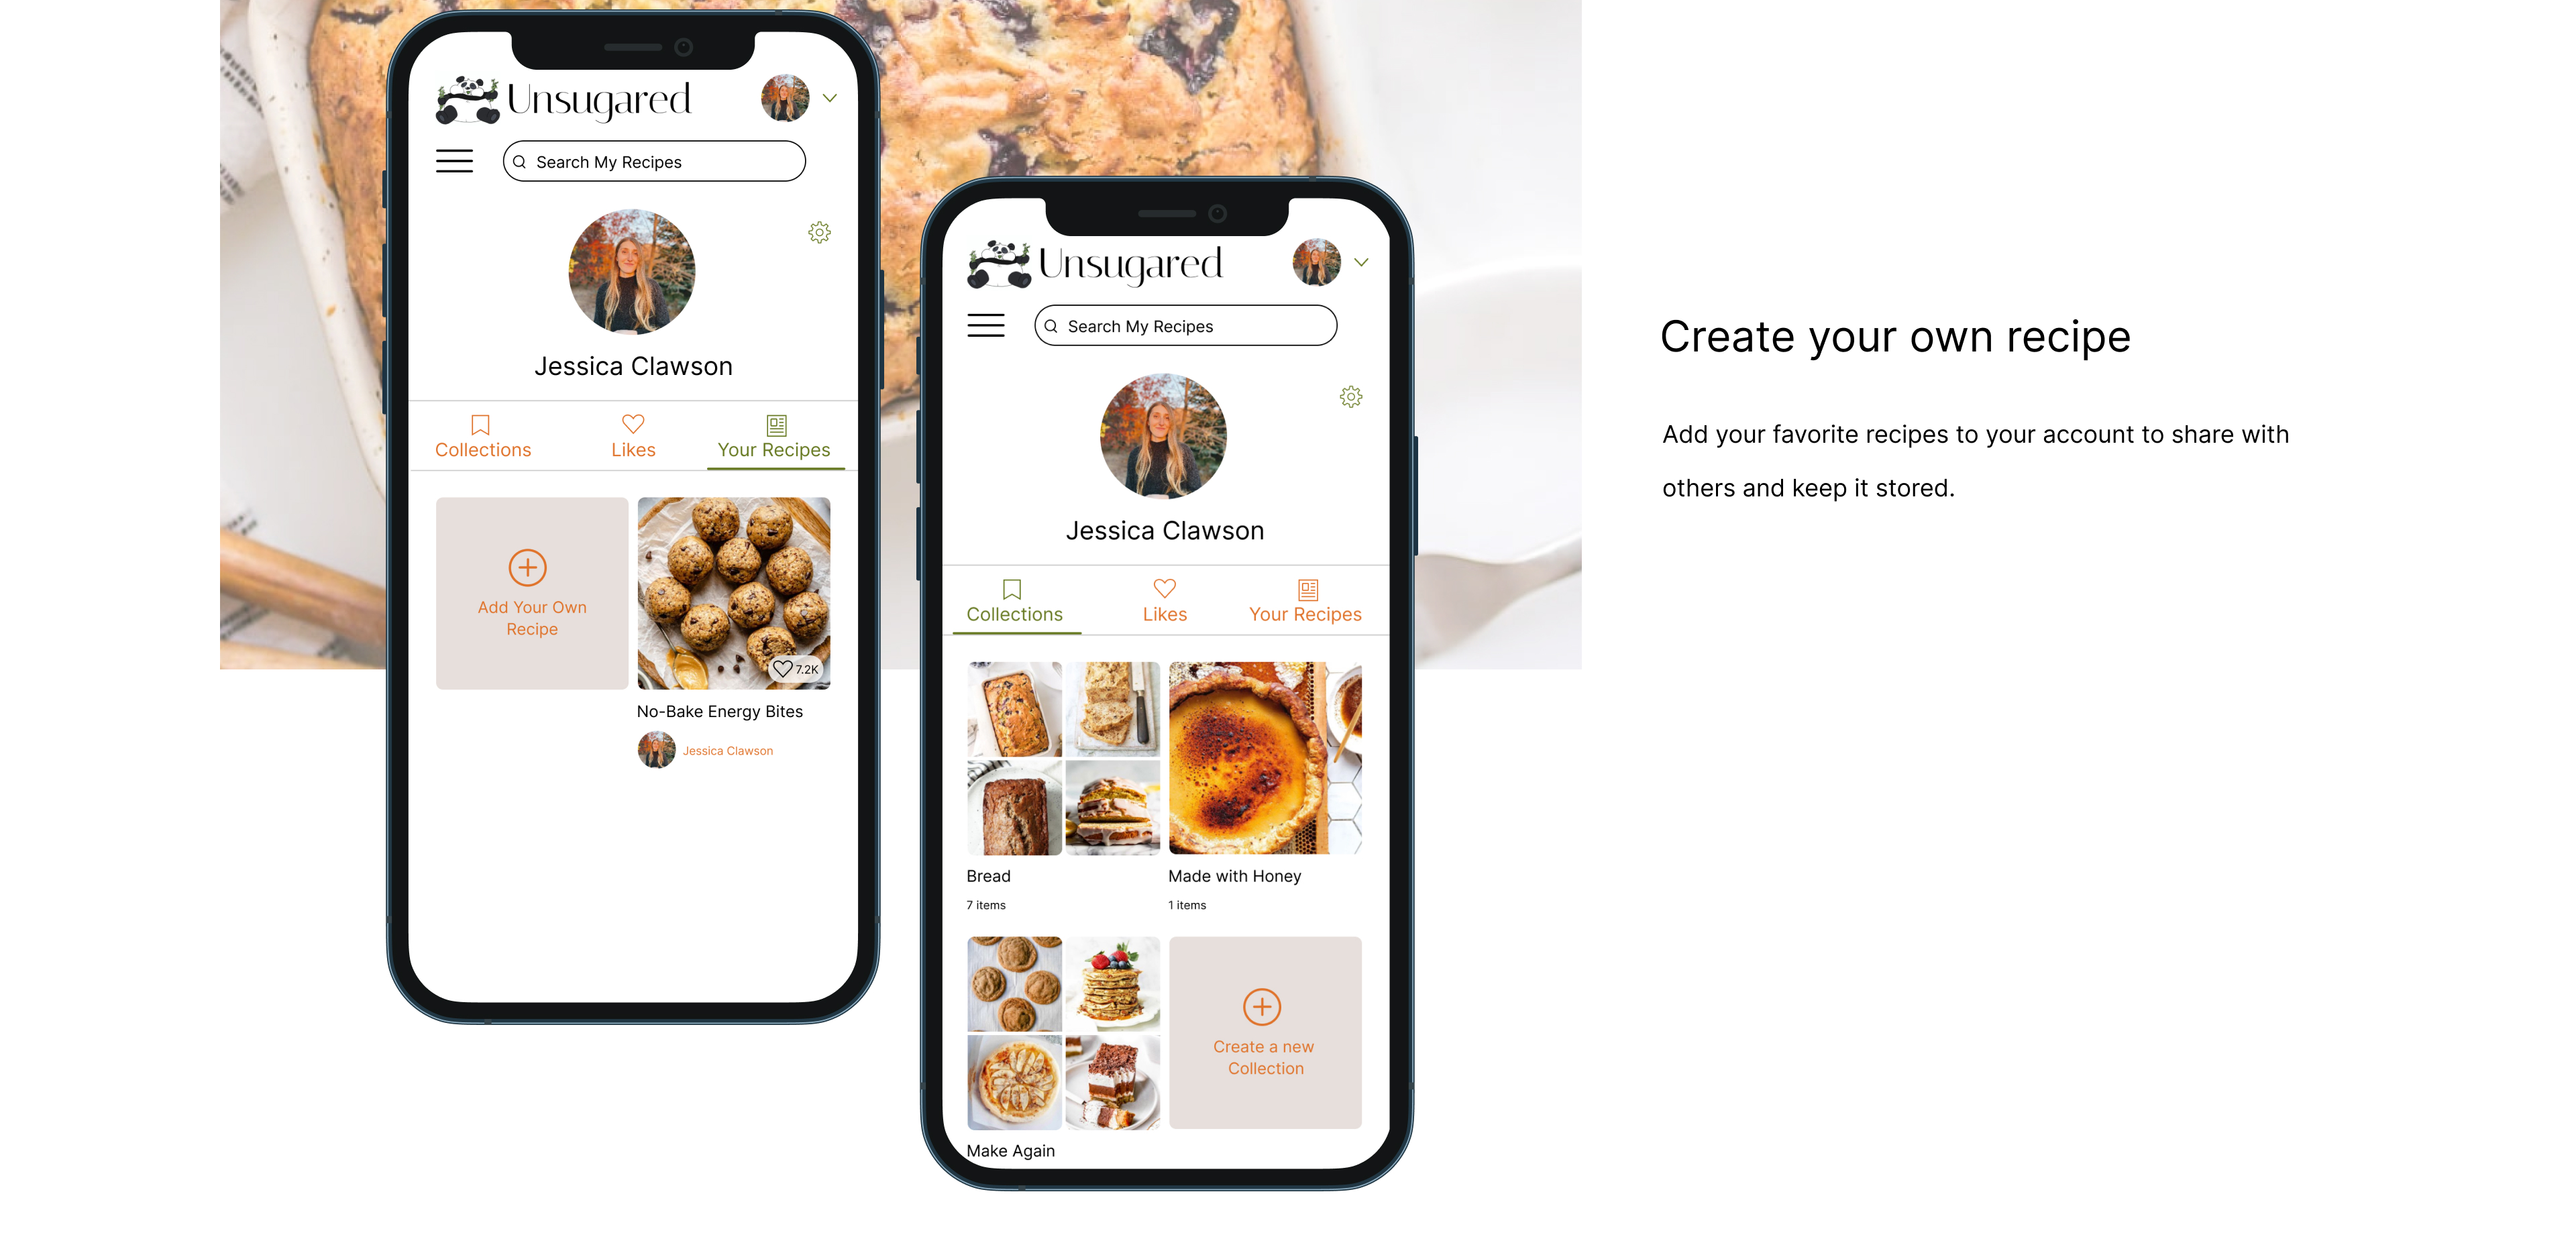 Unsugared
Search My Recipes
Jessica Clawson
Collections
Likes
Your Recipes
Add Your Own
Recipe
7.2K
No-Bake Energy Bites
Jessica Clawson
Unsugared
Search My Recipes
Jessica Clawson
Collections
Likes
Your Recipes
Bread
7 items
Made with Honey
1 items
Create a new
Collection
Make Again
Create your own recipe
Add your favorite recipes to your account to share with
others and keep it stored.